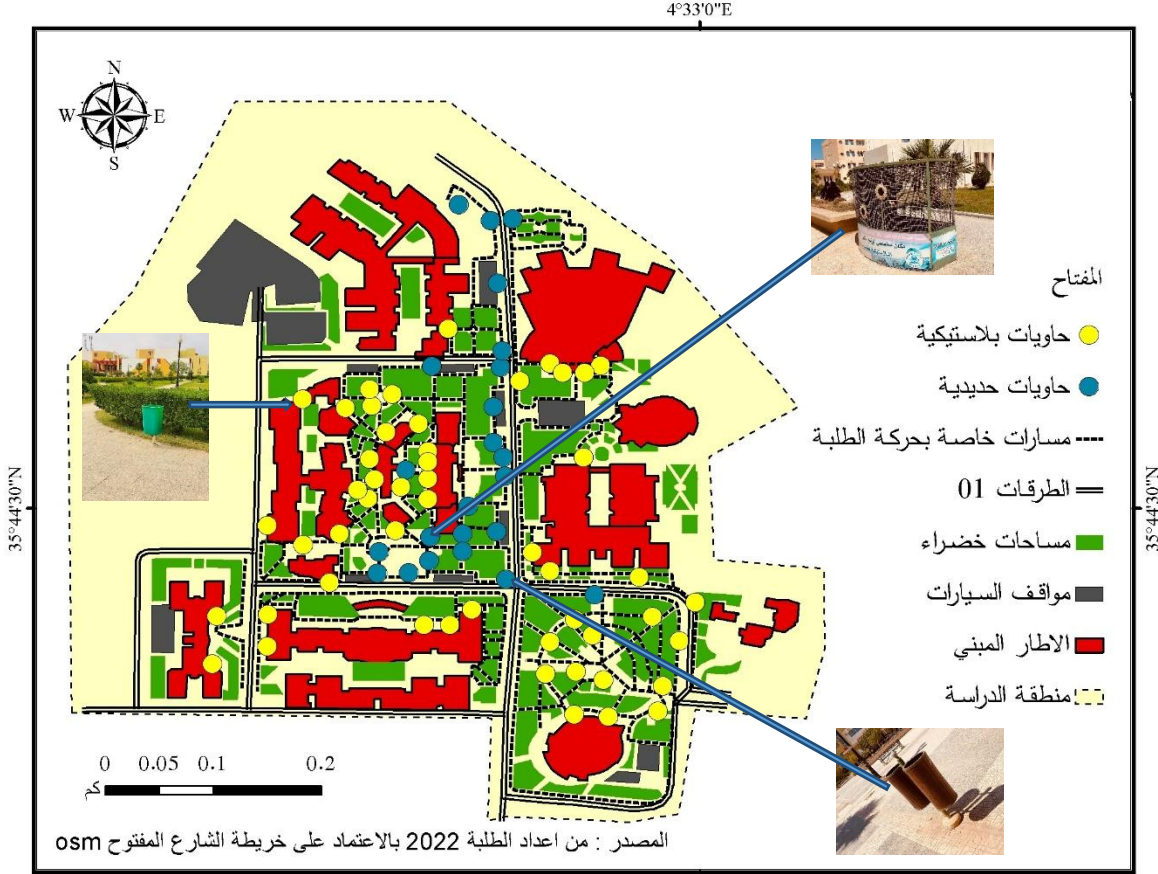 4°33'0"E
N
W
E
S
المفتاح
حاويات بلاستيكية
حاويات حديدية
مسارات خاصة بحركة الطلبة
الطرقات 01
مساحات خضراء
مواقف السيارات
الاطار المبني
منطقة الدراسة
35°44'30"N
35°44'30"N
0 0.05 0.1 0.2
كم
المصدر : من اعداد الطلبة 2022 بالاعتماد على خريطة الشارع المفتوح osm